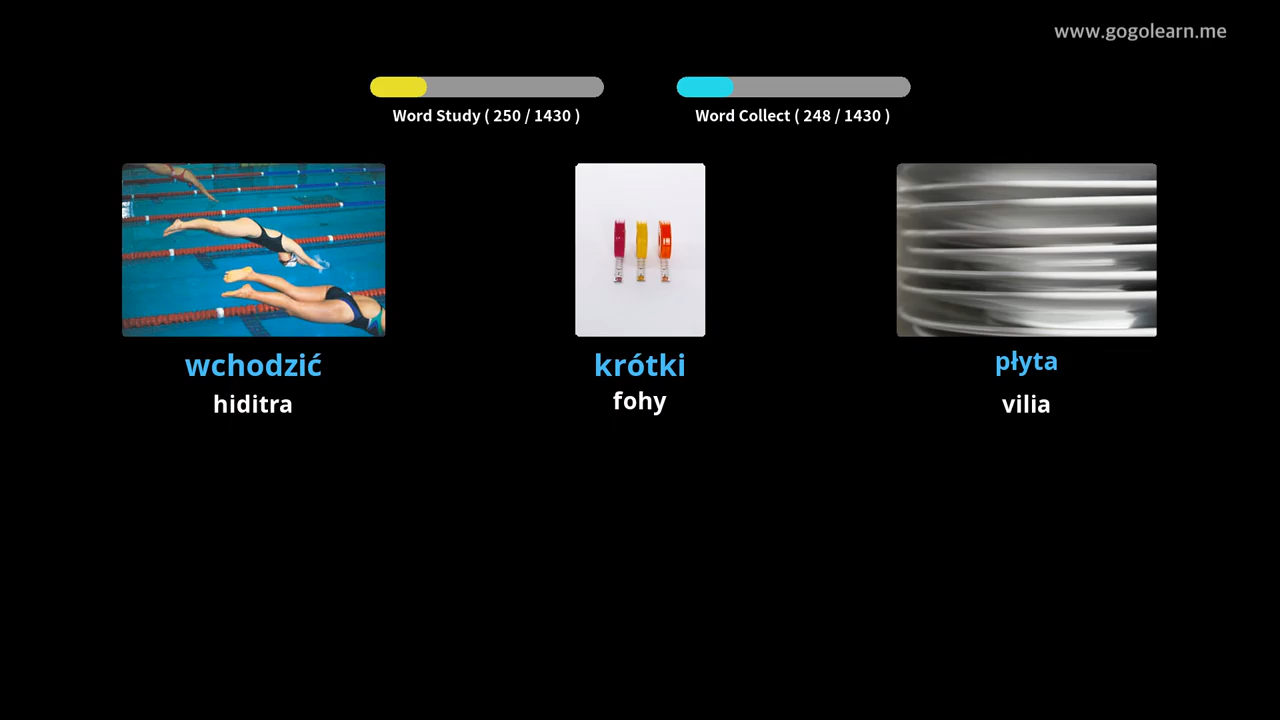 www.gogolearn.me
Word Study ( 250 / 1430 )
Word Collect ( 248 / 1430 )
wchodzić
hiditra
krótki
fohy
płyta
vilia